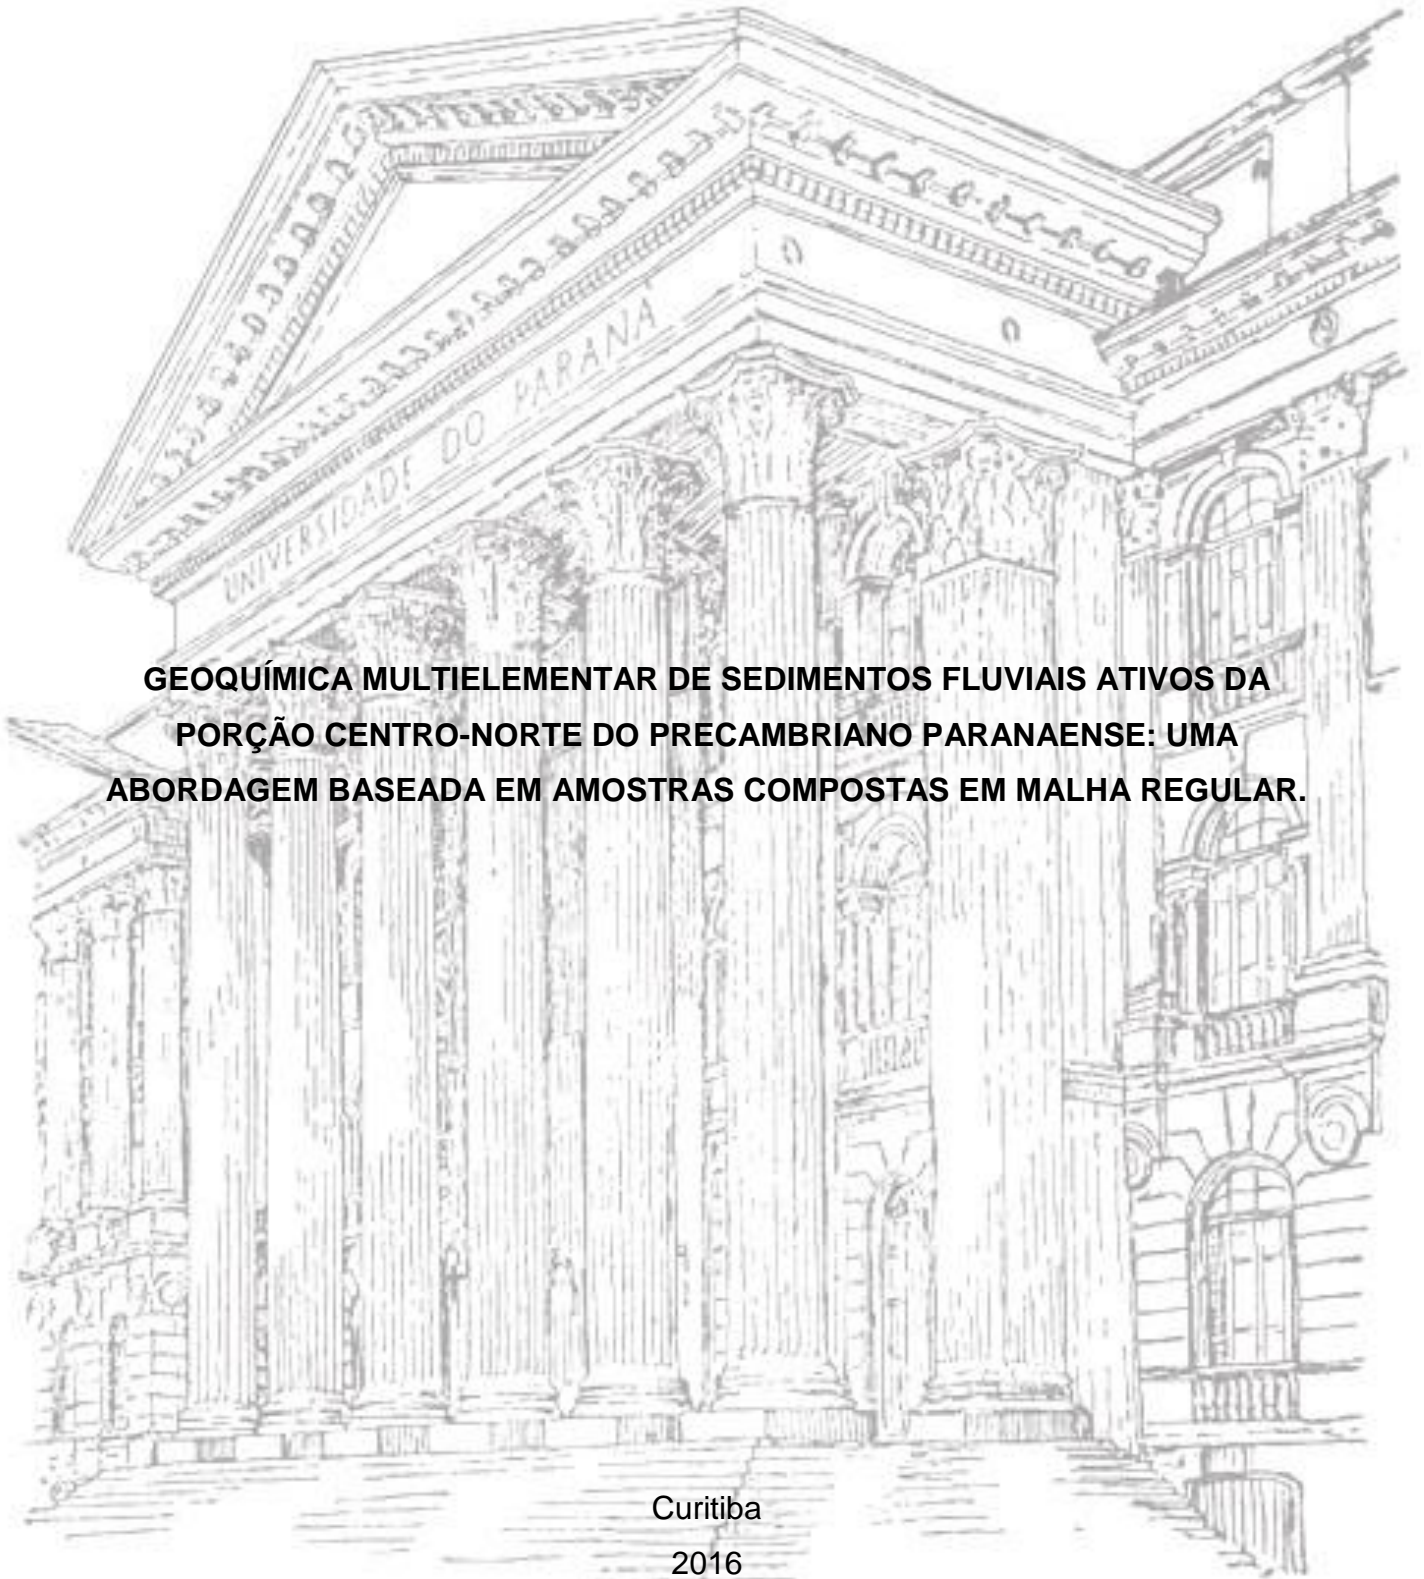 UNIVERSIDADE DO PARANÁ
GEOQUÍMICA MULTIELEMENTAR DE SEDIMENTOS FLUVIAIS ATIVOS DA
PORÇÃO CENTRO-NORTE DO PRECAMBRIANO PARANAENSE: UMA
ABORDAGEM BASEADA EM AMOSTRAS COMPOSTAS EM MALHA REGULAR.
Curitiba
2016